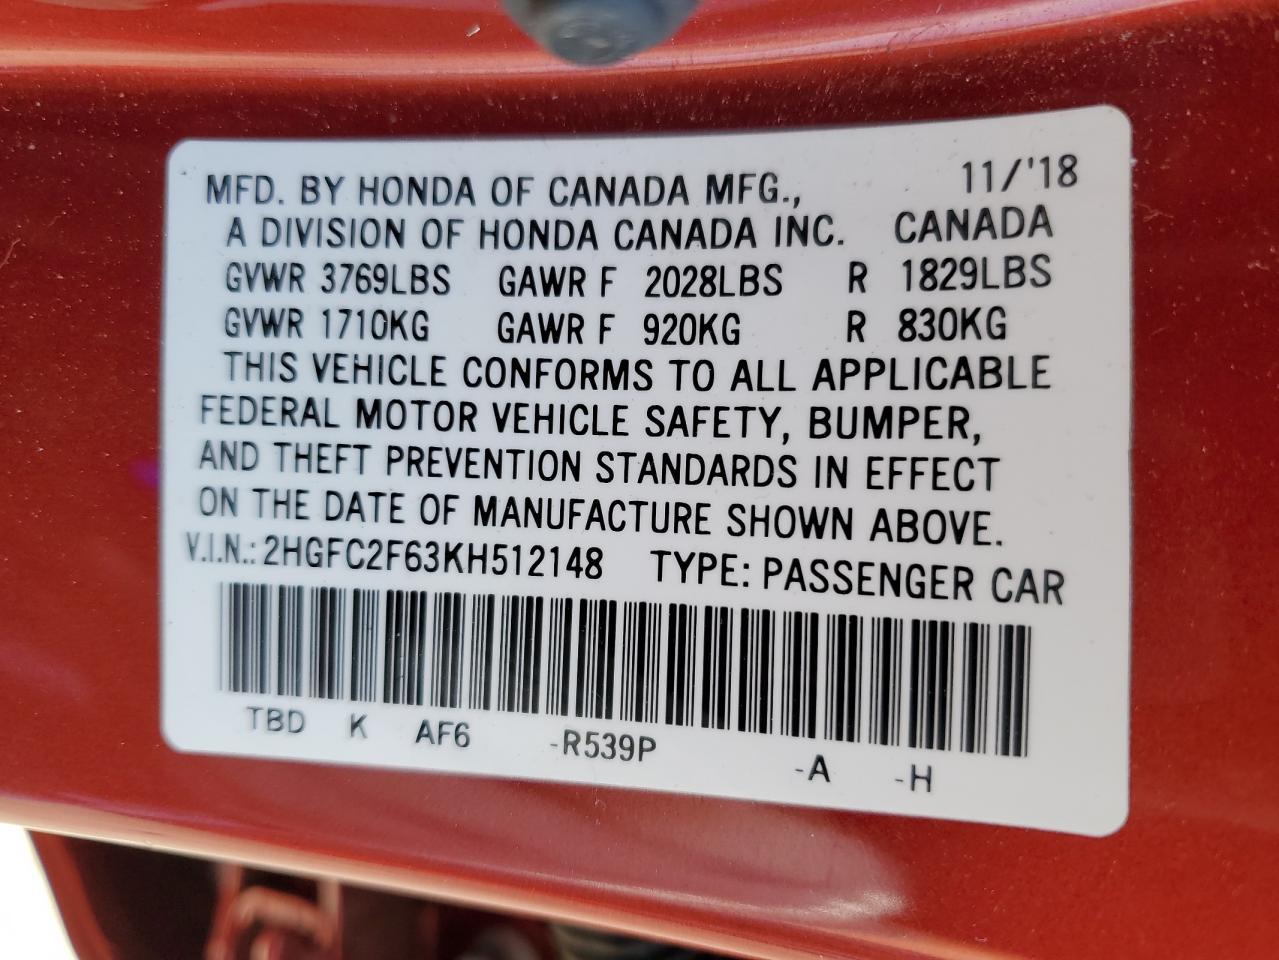 MFD. BY HONDA OF CANADA MFG., 11/'18
A DIVISION OF HONDA CANADA INC. CANADA
GVWR 3769LBS GAWR F 2028LBS R 1829LBS
GVWR 1710KG GAWR F 920KG R 830KG
THIS VEHICLE CONFORMS TO ALL APPLICABLE
FEDERAL MOTOR VEHICLE SAFETY, BUMPER,
AND THEFT PREVENTION STANDARDS IN EFFECT
ON THE DATE OF MANUFACTURE SHOWN ABOVE.
V.I.N.: 2HGFC2F63KH512148 TYPE: PASSENGER CAR
TBD K AF6 -R539P -A -H